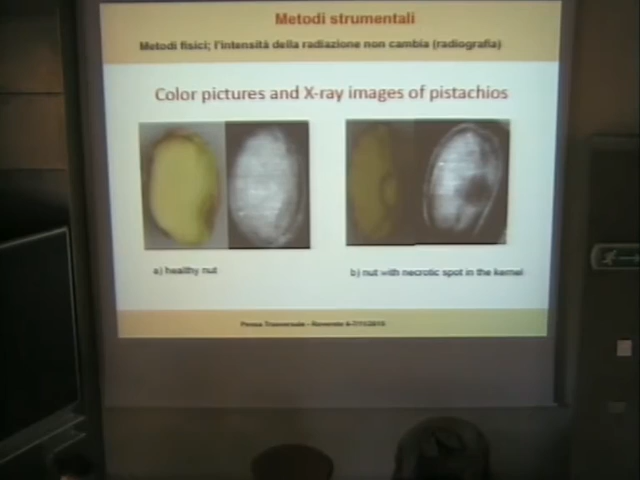 Metodi strumentali
Metodi fisici; l'intensità della radiazione non cambia (radiografia)
Color pictures and X-ray images of pistachios
a) healthy nut
b) nut with necrotic spot in the kernel